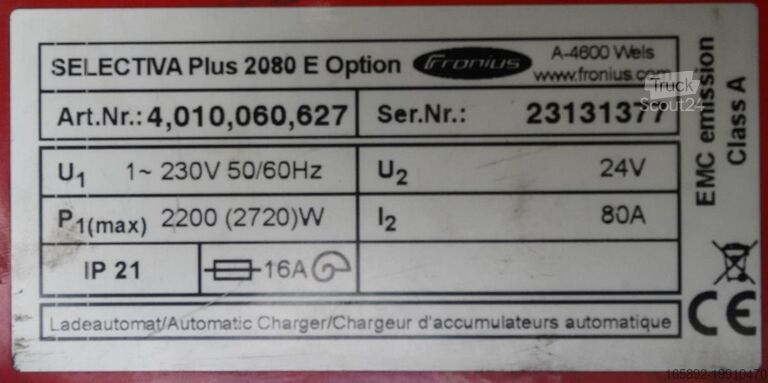 SELECTIVA Plus 2080 E Option Fronius A-4600 Wels
www.fronius.com
Truck
Scout24
Art.Nr.: 4,010,060,627 Ser.Nr.: 23131377
U1 1~ 230V 50/60Hz U2 24V
P1(max) 2200 (2720)W I2 80A
IP 21 16A
Ladeautomat/Automatic Charger/Chargeur d'accumulateurs automatique
EMC emission
Class A
CE
165892-19910470